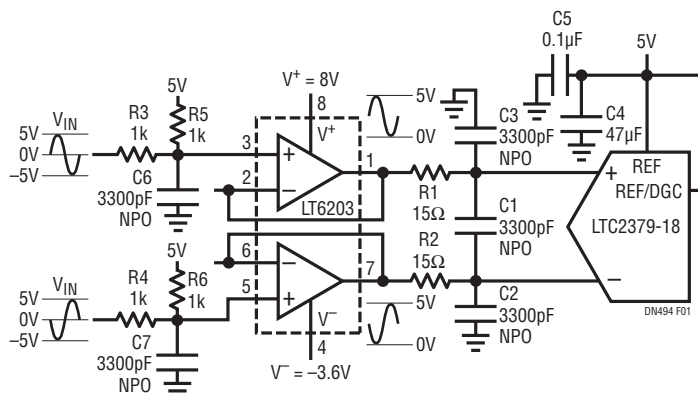 C5
0.1µF
5V
V+ = 8V
5V
0V
C3
3300pF
NPO
C4
47µF
5V
VIN
5V
0V
–5V
R3
1k
R5
1k
C6
3300pF
NPO
8
V+
3
+
2
–
1
LT6203
R1
15Ω
REF
REF/DGC
+
LTC2379-18
–
C1
3300pF
NPO
R2
15Ω
5V
VIN
5V
0V
–5V
R4
1k
R6
1k
C7
3300pF
NPO
6
–
5
+
7
V–
4
V– = –3.6V
5V
0V
C2
3300pF
NPO
DN494 F01